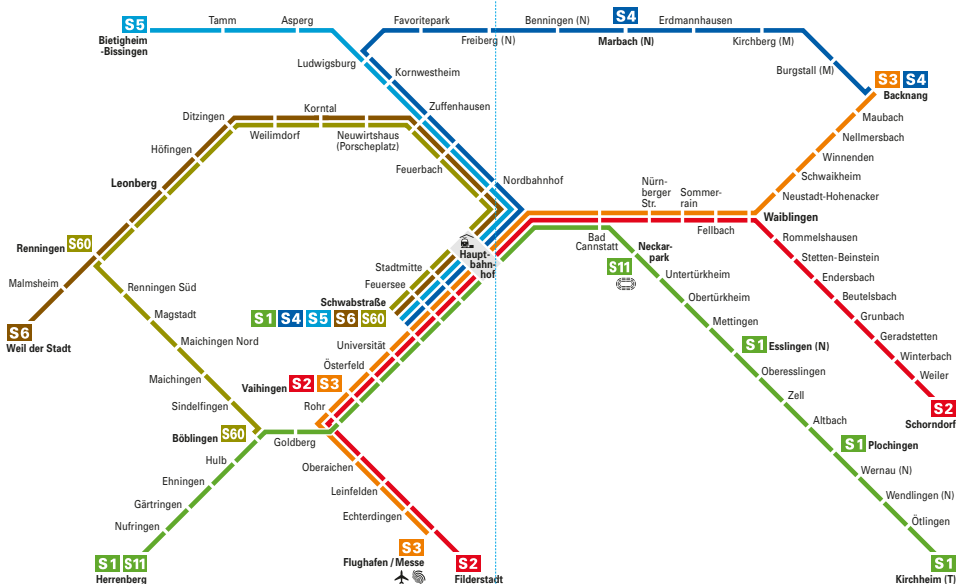 S5
Bietigheim
-Bissingen
Tamm
Asperg
Ludwigsburg
Favoritepark
Freiberg (N)
Benningen (N)
S4
Marbach (N)
Erdmannhausen
Kirchberg (M)
Burgstall (M)
S3 S4
Backnang
Kornwestheim
Zuffenhausen
Maubach
Nellmersbach
Winnenden
Schwaikheim
Neustadt-Hohenacker
Waiblingen
Ditzingen
Korntal
Weilimdorf
Neuwirtshaus
(Porscheplatz)
Feuerbach
Höfingen
Leonberg
Renningen S60
Malmsheim
S6
Weil der Stadt
Nordbahnhof
Nürn-
berger
Str.
Sommer-
rain
Fellbach
Bad
Cannstatt
S11
Neckar-
park
Rommelshausen
Stetten-Beinstein
Endersbach
Beutelsbach
Grunbach
Geradstetten
Winterbach
Weiler
S2
Schorndorf
Untertürkheim
Obertürkheim
Mettingen
S1 Esslingen (N)
Oberesslingen
Zell
Altbach
S1 Plochingen
Wernau (N)
Wendlingen (N)
Ötlingen
S1
Kirchheim (T)
Haupt-
bahn-
hof
Stadtmitte
Feuersee
Schwabstraße
S1 S4 S5 S6 S60
Universität
Österfeld
Vaihingen S2 S3
Rohr
Renningen Süd
Magstadt
Maichingen Nord
Maichingen
Sindelfingen
Böblingen S60
Goldberg
Hulb
Ehningen
Gärtringen
Nufringen
S1 S11
Herrenberg
Oberaichen
Leinfelden
Echterdingen
S3
Flughafen / Messe
S2
Filderstadt